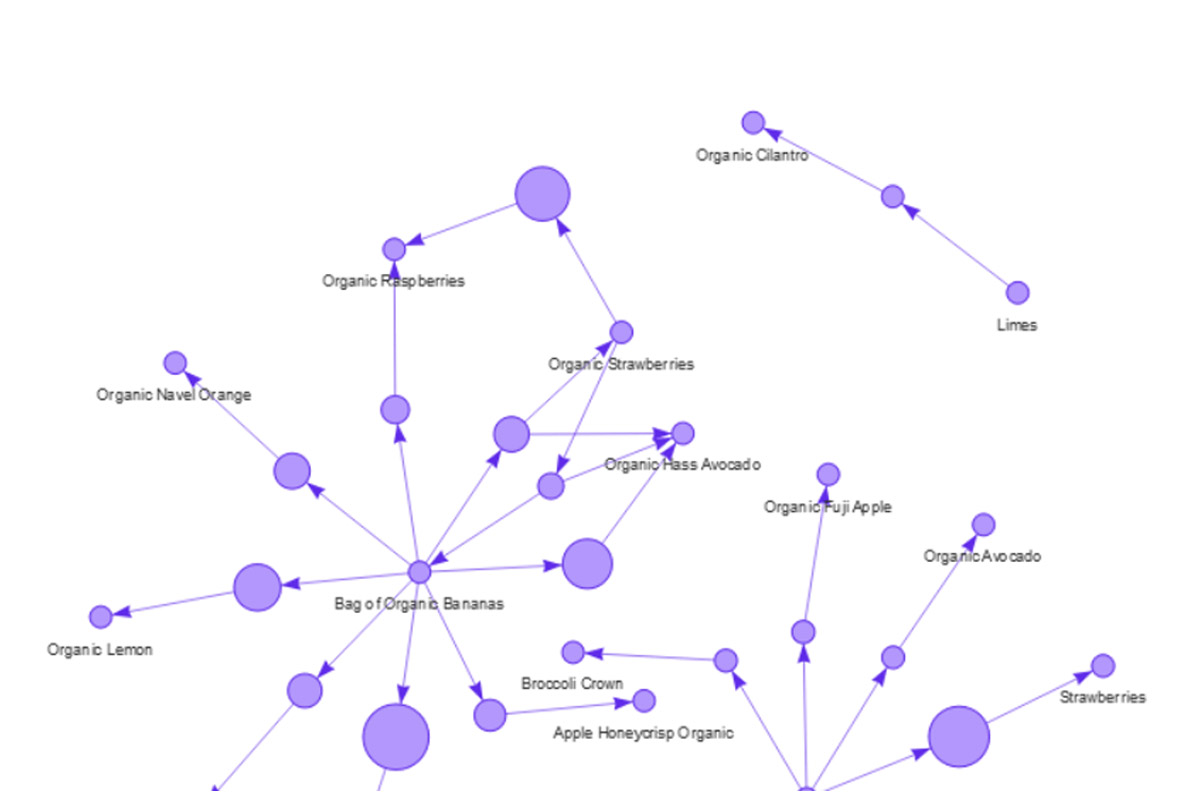 Organic Cilantro
Organic Raspberries
Limes
Organic Strawberries
Organic Navel Orange
Organic Hass Avocado
Organic Fuji Apple
Organic Avocado
Bag of Organic Bananas
Organic Lemon
Broccoli Crown
Strawberries
Apple Honeycrisp Organic